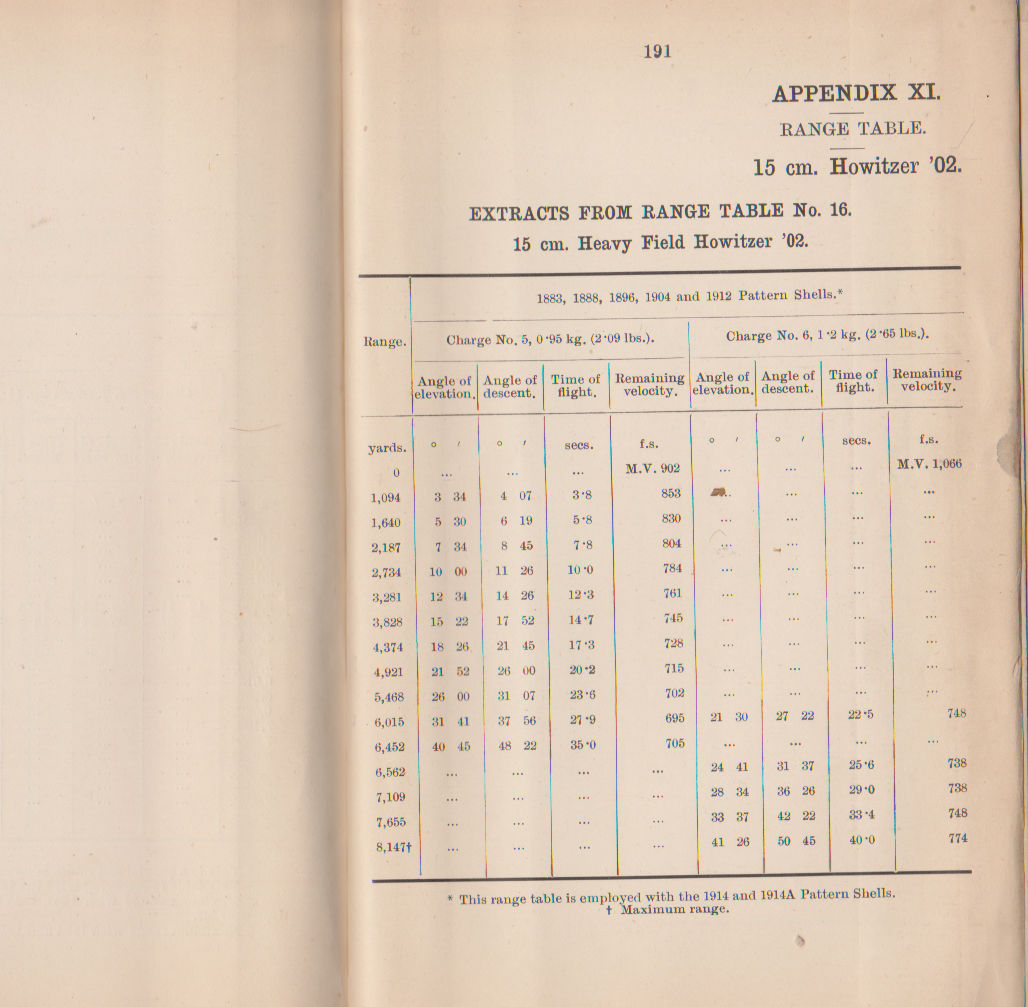 191
APPENDIX XI.
RANGE TABLE.
15 cm. Howitzer '02.
EXTRACTS FROM RANGE TABLE No. 16.
15 cm. Heavy Field Howitzer '02.
Range.
1883, 1888, 1896, 1904 and 1912 Pattern Shells.*
Charge No. 5, 0·95 kg. (2·09 lbs.). Charge No. 6, 1·2 kg. (2·65 lbs.).
Angle of elevation. Angle of descent. Time of flight. Remaining velocity. Angle of elevation. Angle of descent. Time of flight. Remaining velocity.
yards. ° ′ ° ′ secs. f.s. ° ′ ° ′ secs. f.s.
0 ... ... ... M.V. 902 ... ... ... M.V. 1,066
1,094 3 34 4 07 3·8 853 ... ... ... ...
1,640 5 30 6 19 5·8 830 ... ... ... ...
2,187 7 34 8 45 7·8 804 ... ... ... ...
2,734 10 00 11 26 10·0 784 ... ... ... ...
3,281 12 34 14 26 12·3 761 ... ... ... ...
3,828 15 22 17 52 14·7 745 ... ... ... ...
4,374 18 26 21 45 17·3 728 ... ... ... ...
4,921 21 52 26 00 20·2 715 ... ... ... ...
5,468 26 00 31 07 23·6 702 ... ... ... ...
6,015 31 41 37 56 27·9 695 21 30 27 22 22·5 748
6,452 40 45 48 22 35·0 705 ... ... ... ...
6,562 ... ... ... ... 24 41 31 37 25·6 738
7,109 ... ... ... ... 28 34 36 26 29·0 738
7,655 ... ... ... ... 33 37 42 22 33·4 748
8,147† ... ... ... ... 41 26 50 45 40·0 774
* This range table is employed with the 1914 and 1914A Pattern Shells.
† Maximum range.